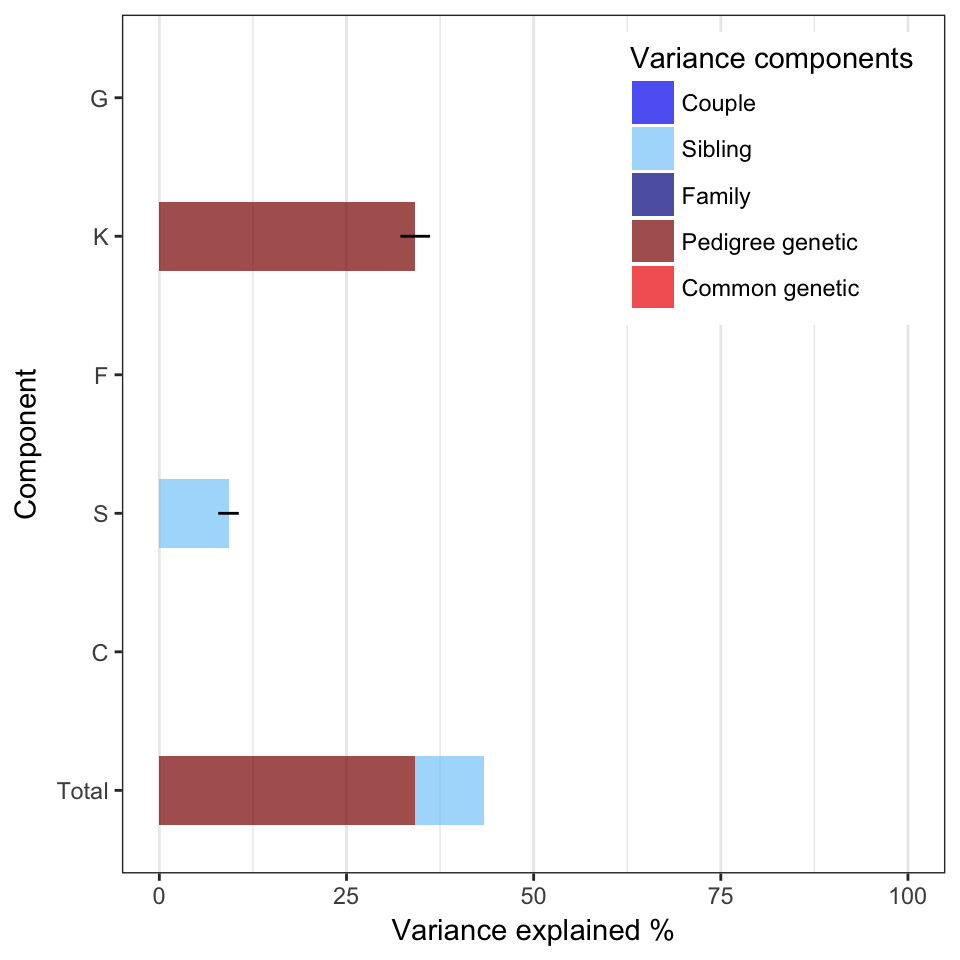 Variance components
Couple
Sibling
Family
Pedigree genetic
Common genetic
G
K
F
S
C
Total
Component
0 25 50 75 100
Variance explained %